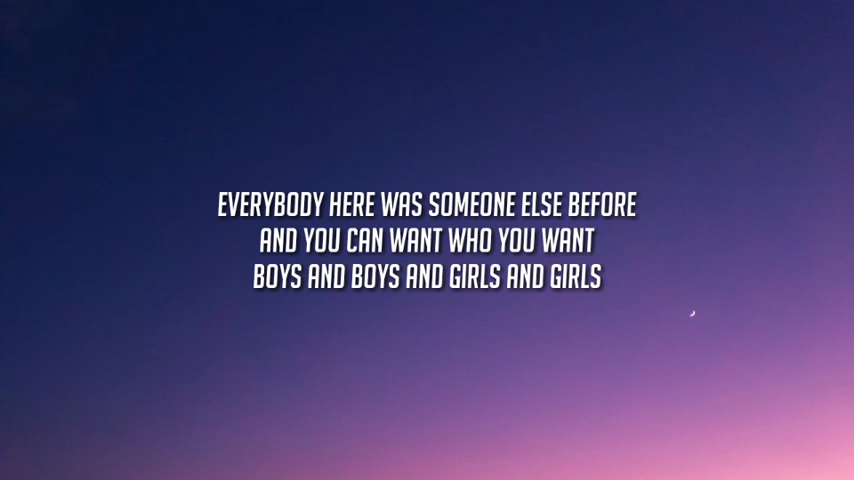 EVERYBODY HERE WAS SOMEONE ELSE BEFORE
AND YOU CAN WANT WHO YOU WANT
BOYS AND BOYS AND GIRLS AND GIRLS